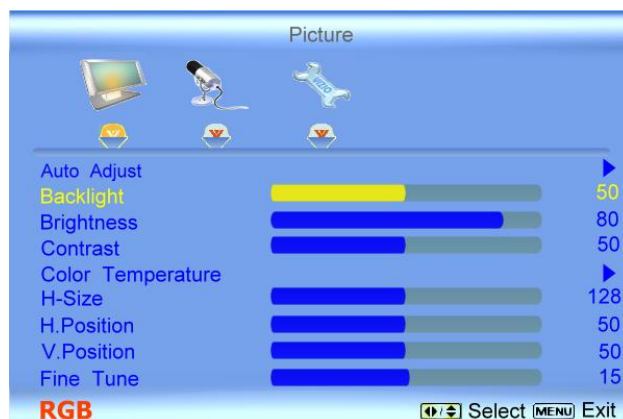 Picture
VIZIO
Auto Adjust
Backlight 50
Brightness 80
Contrast 50
Color Temperature
H-Size 128
H.Position 50
V.Position 50
Fine Tune 15
RGB Select MENU Exit